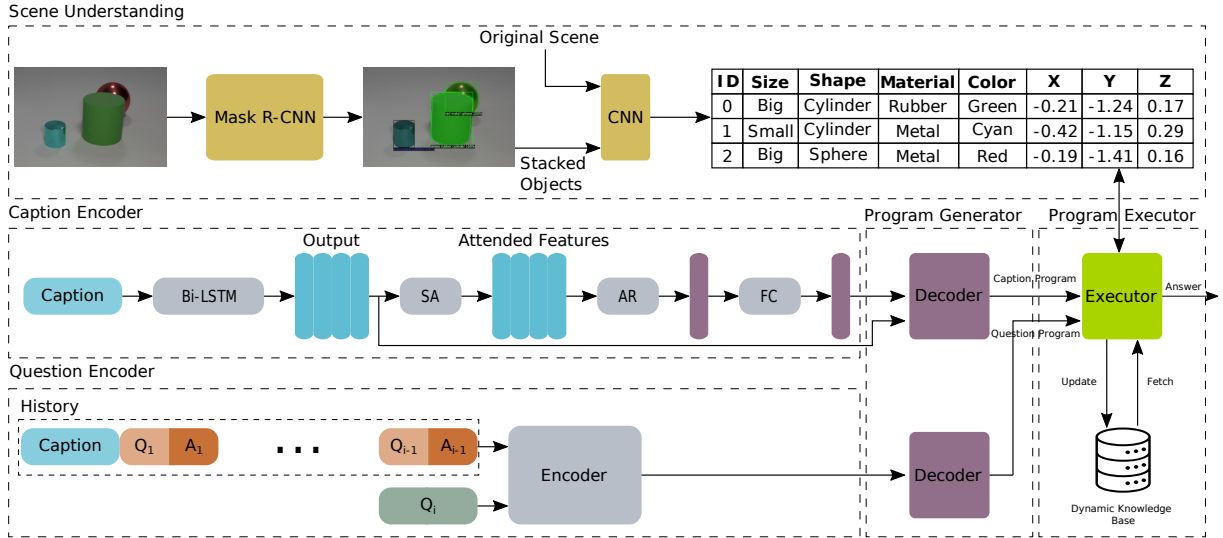 Scene Understanding
Original Scene
Mask R-CNN
CNN
Stacked
Objects
ID Size Shape Material Color X Y Z
0 Big Cylinder Rubber Green -0.21 -1.24 0.17
1 Small Cylinder Metal Cyan -0.42 -1.15 0.29
2 Big Sphere Metal Red -0.19 -1.41 0.16
Caption Encoder
Program Generator
Program Executor
Output
Attended Features
Caption
Bi-LSTM
SA
AR
FC
Decoder
Caption Program
Question Program
Executor
Answer
Update
Fetch
Dynamic Knowledge
Base
Question Encoder
History
Caption Q1 A1 ... Qi-1 Ai-1
Qi
Encoder
Decoder